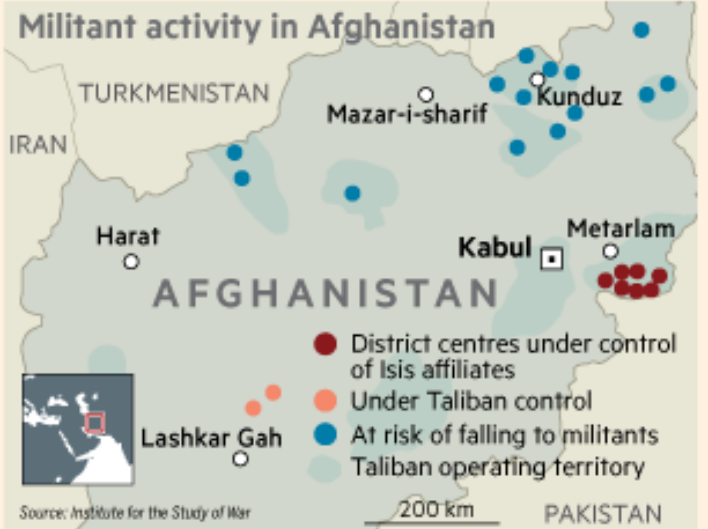 Militant activity in Afghanistan
TURKMENISTAN
Mazar-i-sharif
Kunduz
IRAN
Harat
Kabul
Metarlam
AFGHANISTAN
District centres under control
of Isis affiliates
Under Taliban control
At risk of falling to militants
Taliban operating territory
Lashkar Gah
Source: Institute for the Study of War
200 km
PAKISTAN